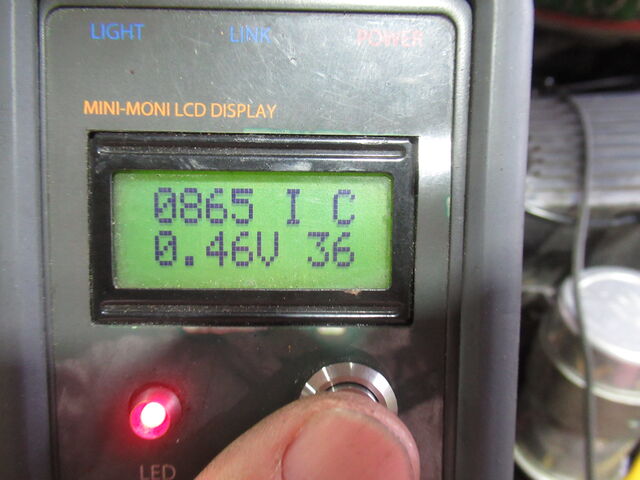 LIGHT LINK POWER
MINI-MONI LCD DISPLAY
0865 I C
0.46V 36
LED